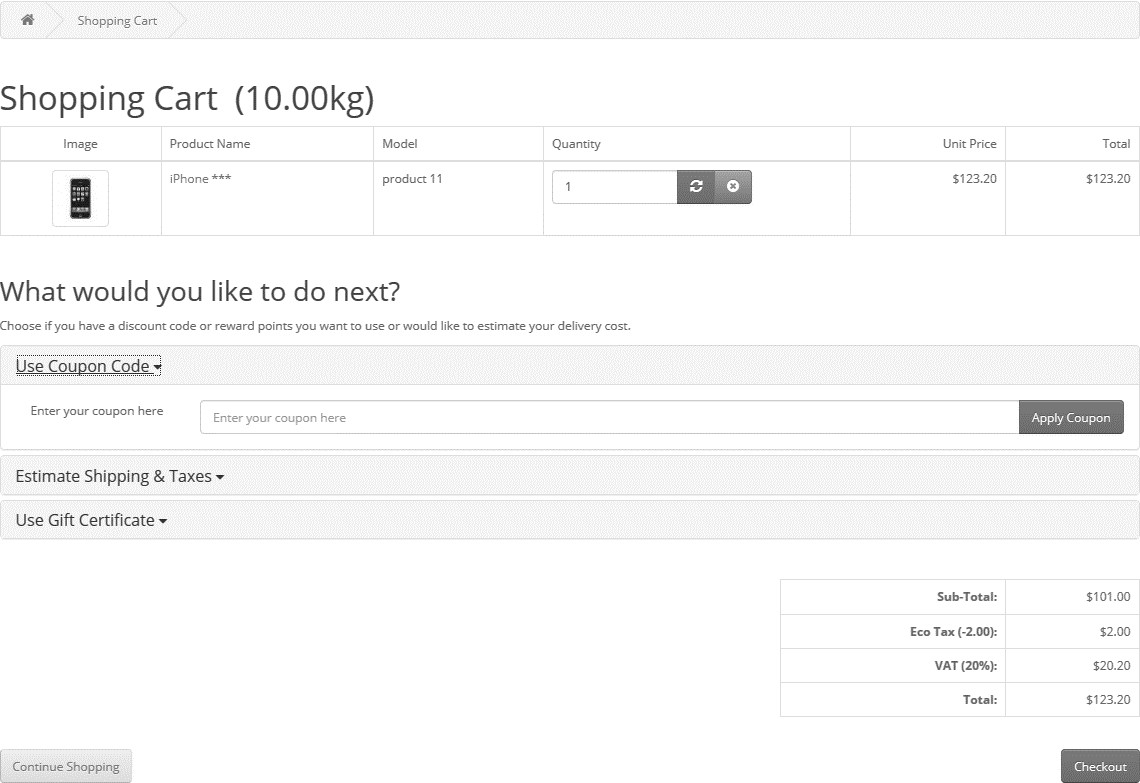 Shopping Cart
Shopping Cart (10.00kg)
Image Product Name Model Quantity Unit Price Total
iPhone *** product 11 1 $123.20 $123.20
What would you like to do next?
Choose if you have a discount code or reward points you want to use or would like to estimate your delivery cost.
Use Coupon Code
Enter your coupon here Enter your coupon here Apply Coupon
Estimate Shipping & Taxes
Use Gift Certificate
Sub-Total: $101.00
Eco Tax (-2.00): $2.00
VAT (20%): $20.20
Total: $123.20
Continue Shopping Checkout